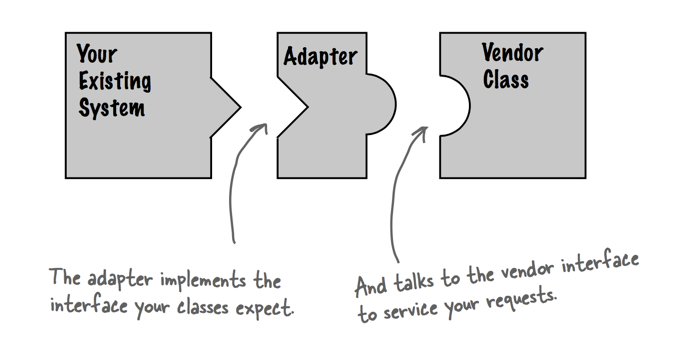 Your
Existing
System
Adapter
Vendor
Class
The adapter implements the
interface your classes expect.
And talks to the vendor interface
to service your requests.